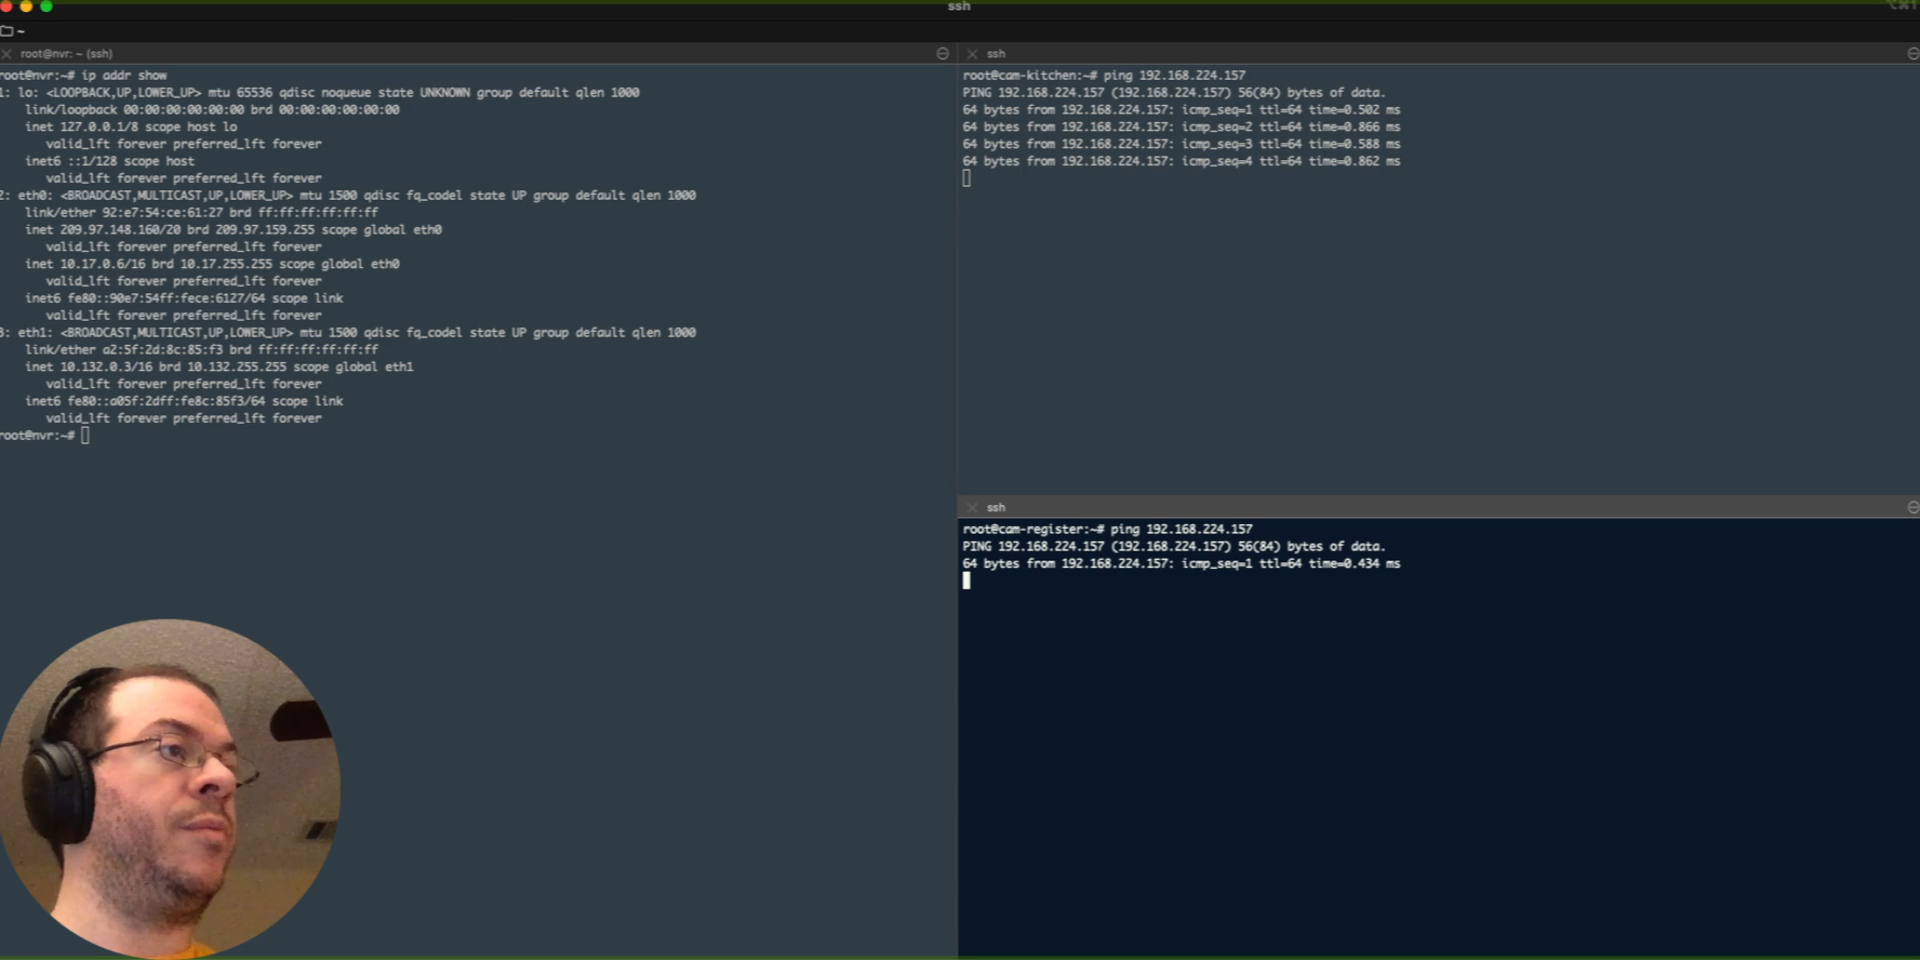 ssh
~
root@nvr: ~ (ssh)
root@nvr:~# ip addr show
1: lo: <LOOPBACK,UP,LOWER_UP> mtu 65536 qdisc noqueue state UNKNOWN group default qlen 1000
link/loopback 00:00:00:00:00:00 brd 00:00:00:00:00:00
inet 127.0.0.1/8 scope host lo
valid_lft forever preferred_lft forever
inet6 ::1/128 scope host
valid_lft forever preferred_lft forever
2: eth0: <BROADCAST,MULTICAST,UP,LOWER_UP> mtu 1500 qdisc fq_codel state UP group default qlen 1000
link/ether 92:e7:54:ce:61:27 brd ff:ff:ff:ff:ff:ff
inet 209.97.148.160/20 brd 209.97.159.255 scope global eth0
valid_lft forever preferred_lft forever
inet 10.17.0.6/16 brd 10.17.255.255 scope global eth0
valid_lft forever preferred_lft forever
inet6 fe80::90e7:54ff:fece:6127/64 scope link
valid_lft forever preferred_lft forever
3: eth1: <BROADCAST,MULTICAST,UP,LOWER_UP> mtu 1500 qdisc fq_codel state UP group default qlen 1000
link/ether a2:5f:2d:8c:85:f3 brd ff:ff:ff:ff:ff:ff
inet 10.132.0.3/16 brd 10.132.255.255 scope global eth1
valid_lft forever preferred_lft forever
inet6 fe80::a05f:2dff:fe8c:85f3/64 scope link
valid_lft forever preferred_lft forever
root@nvr:~#
ssh
root@cam-kitchen:~# ping 192.168.224.157
PING 192.168.224.157 (192.168.224.157) 56(84) bytes of data.
64 bytes from 192.168.224.157: icmp_seq=1 ttl=64 time=0.502 ms
64 bytes from 192.168.224.157: icmp_seq=2 ttl=64 time=0.866 ms
64 bytes from 192.168.224.157: icmp_seq=3 ttl=64 time=0.588 ms
64 bytes from 192.168.224.157: icmp_seq=4 ttl=64 time=0.862 ms
ssh
root@cam-register:~# ping 192.168.224.157
PING 192.168.224.157 (192.168.224.157) 56(84) bytes of data.
64 bytes from 192.168.224.157: icmp_seq=1 ttl=64 time=0.434 ms